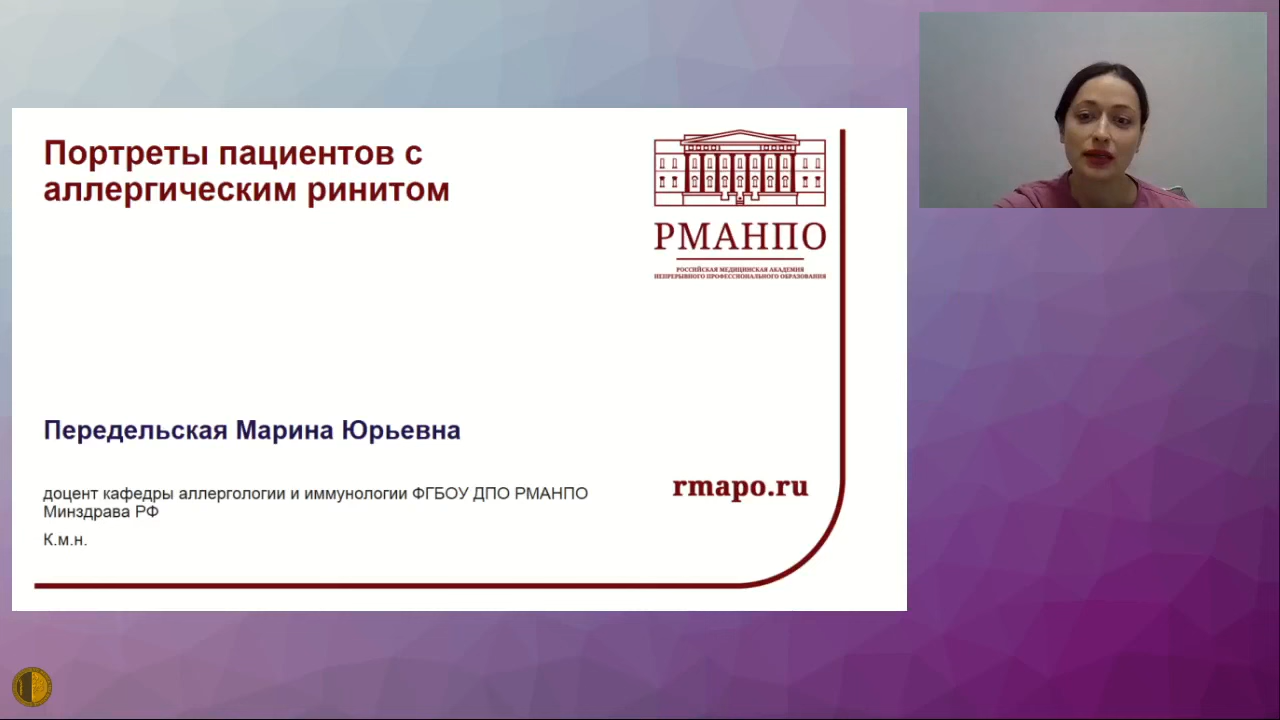 Портреты пациентов с
аллергическим ринитом
РМАНПО
РОССИЙСКАЯ МЕДИЦИНСКАЯ АКАДЕМИЯ
НЕПРЕРЫВНОГО ПРОФЕССИОНАЛЬНОГО ОБРАЗОВАНИЯ
Передельская Марина Юрьевна
доцент кафедры аллергологии и иммунологии ФГБОУ ДПО РМАНПО
Минздрава РФ
К.м.н.
rmapo.ru